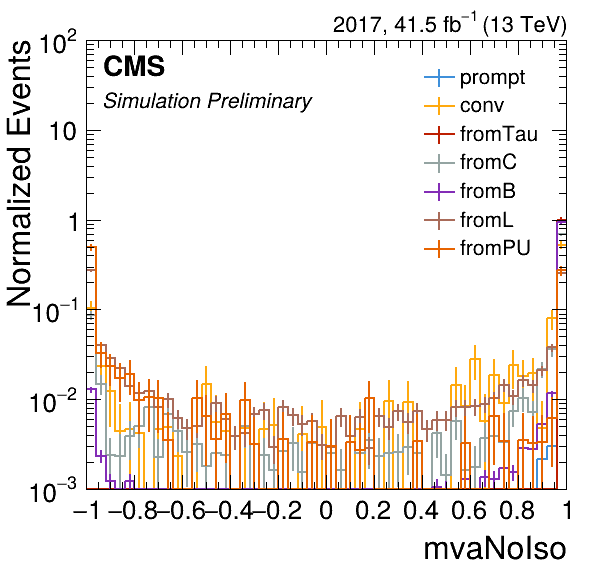 2017, 41.5 fb⁻¹ (13 TeV)
CMS
Simulation Preliminary
prompt
conv
fromTau
fromC
fromB
fromL
fromPU
Normalized Events
10²
10
1
10⁻¹
10⁻²
10⁻³
−1 −0.8 −0.6 −0.4 −0.2 0 0.2 0.4 0.6 0.8 1
mvaNoIso